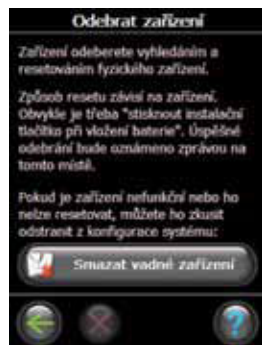 Odebrat zařízení
Zařízení odeberete vyhledáním a
resetováním fyzického zařízení.
Způsob resetu závisí na zařízení.
Obvykle je třeba "stisknout instalační
tlačítko při vložení baterie". Úspěšné
odebrání bude oznámeno zprávou na
tomto místě.
Pokud je zařízení nefunkční nebo ho
nelze resetovat, můžete ho zkusit
odstranit z konfigurace systému:
Smazat vadné zařízení
?